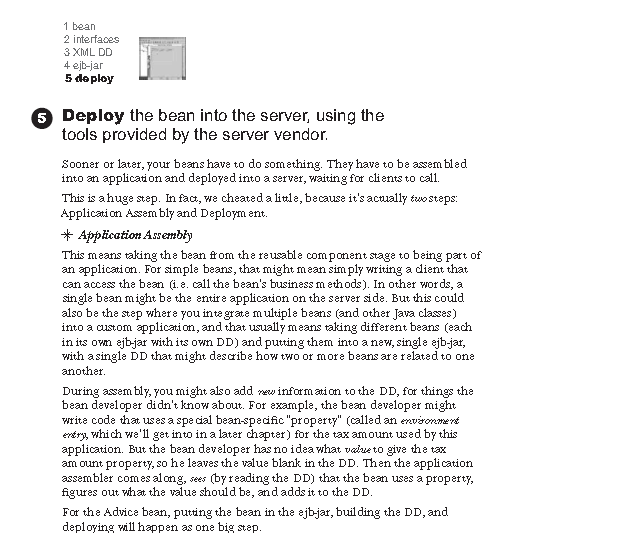 1 bean
2 interfaces
3 XML DD
4 ejb-jar
5 deploy
5 Deploy the bean into the server, using the
tools provided by the server vendor.
Sooner or later, your beans have to do something. They have to be assembled
into an application and deployed into a server, waiting for clients to call.
This is a huge step. In fact, we cheated a little, because it's actually two steps:
Application Assembly and Deployment.
✳ Application Assembly
This means taking the bean from the reusable component stage to being part of
an application. For simple beans, that might mean simply writing a client that
can access the bean (i.e. call the bean's business methods). In other words, a
single bean might be the entire application on the server side. But this could
also be the step where you integrate multiple beans (and other Java classes)
into a custom application, and that usually means taking different beans (each
in its own ejb-jar with its own DD) and putting them into a new, single ejb-jar,
with a single DD that might describe how two or more beans are related to one
another.
During assembly, you might also add new information to the DD, for things the
bean developer didn't know about. For example, the bean developer might
write code that uses a special bean-specific "property" (called an environment
entry, which we'll get into in a later chapter) for the tax amount used by this
application. But the bean developer has no idea what value to give the tax
amount property, so he leaves the value blank in the DD. Then the application
assembler comes along, sees (by reading the DD) that the bean uses a property,
figures out what the value should be, and adds it to the DD.
For the Advice bean, putting the bean in the ejb-jar, building the DD, and
deploying will happen as one big step.